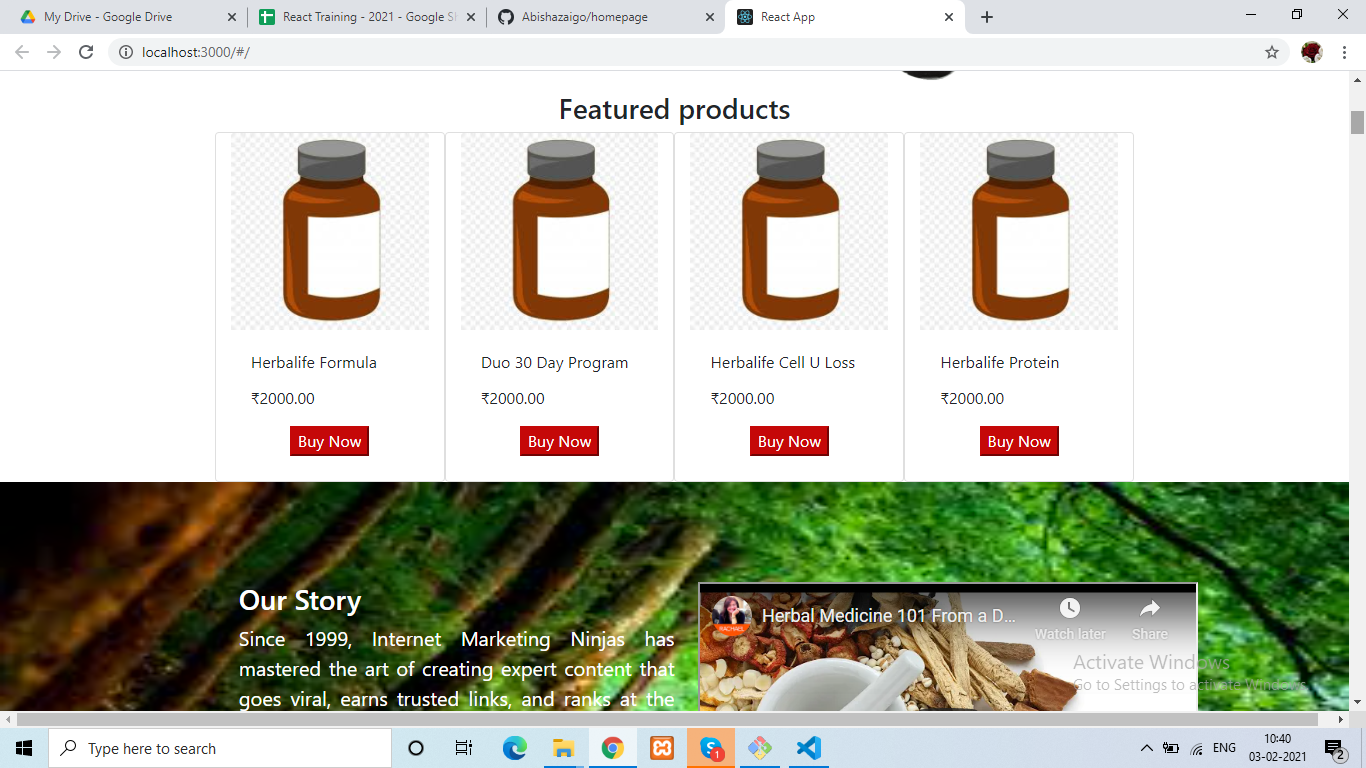 My Drive - Google Drive
React Training - 2021 - Google Sh
Abishazaigo/homepage
React App
localhost:3000/#/
Featured products
Herbalife Formula
Duo 30 Day Program
Herbalife Cell U Loss
Herbalife Protein
₹2000.00
₹2000.00
₹2000.00
₹2000.00
Buy Now
Buy Now
Buy Now
Buy Now
Our Story
Since 1999, Internet Marketing Ninjas has
mastered the art of creating expert content that
goes viral, earns trusted links, and ranks at the
RACHAEL
Herbal Medicine 101 From a D...
Watch later
Share
Activate Windows
Go to Settings to activate Windows.
Type here to search
1
ENG
10:40
03-02-2021
2